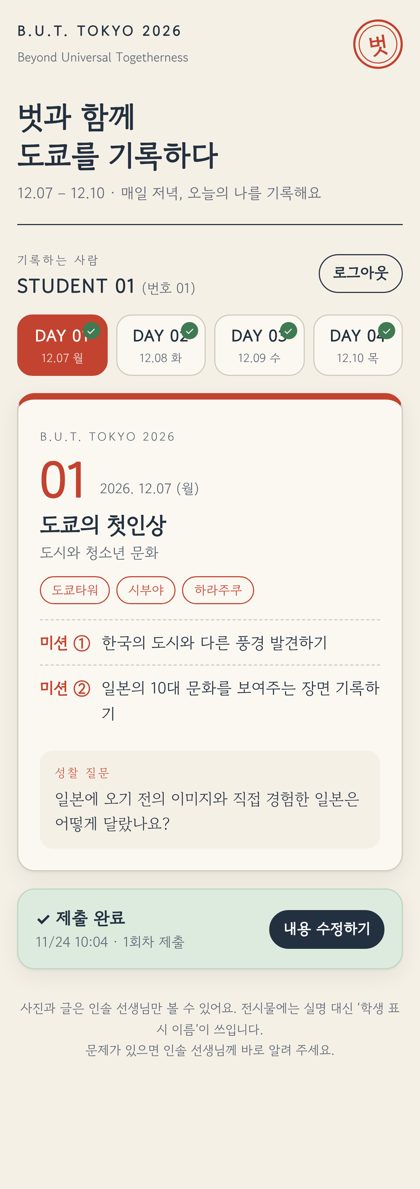 B.U.T. TOKYO 2026
Beyond Universal Togetherness
벗
벗과 함께
도쿄를 기록하다
12.07 – 12.10 · 매일 저녁, 오늘의 나를 기록해요
기록하는 사람
STUDENT 01 (번호 01)
로그아웃
DAY 01
12.07 월
DAY 02
12.08 화
DAY 03
12.09 수
DAY 04
12.10 목
B.U.T. TOKYO 2026
01 2026. 12.07 (월)
도쿄의 첫인상
도시와 청소년 문화
도쿄타워 시부야 하라주쿠
미션 ① 한국의 도시와 다른 풍경 발견하기
미션 ② 일본의 10대 문화를 보여주는 장면 기록하
기
성찰 질문
일본에 오기 전의 이미지와 직접 경험한 일본은
어떻게 달랐나요?
✓ 제출 완료
11/24 10:04 · 1회차 제출
내용 수정하기
사진과 글은 인솔 선생님만 볼 수 있어요. 전시물에는 실명 대신 ‘학생 표
시 이름’이 쓰입니다.
문제가 있으면 인솔 선생님께 바로 알려 주세요.